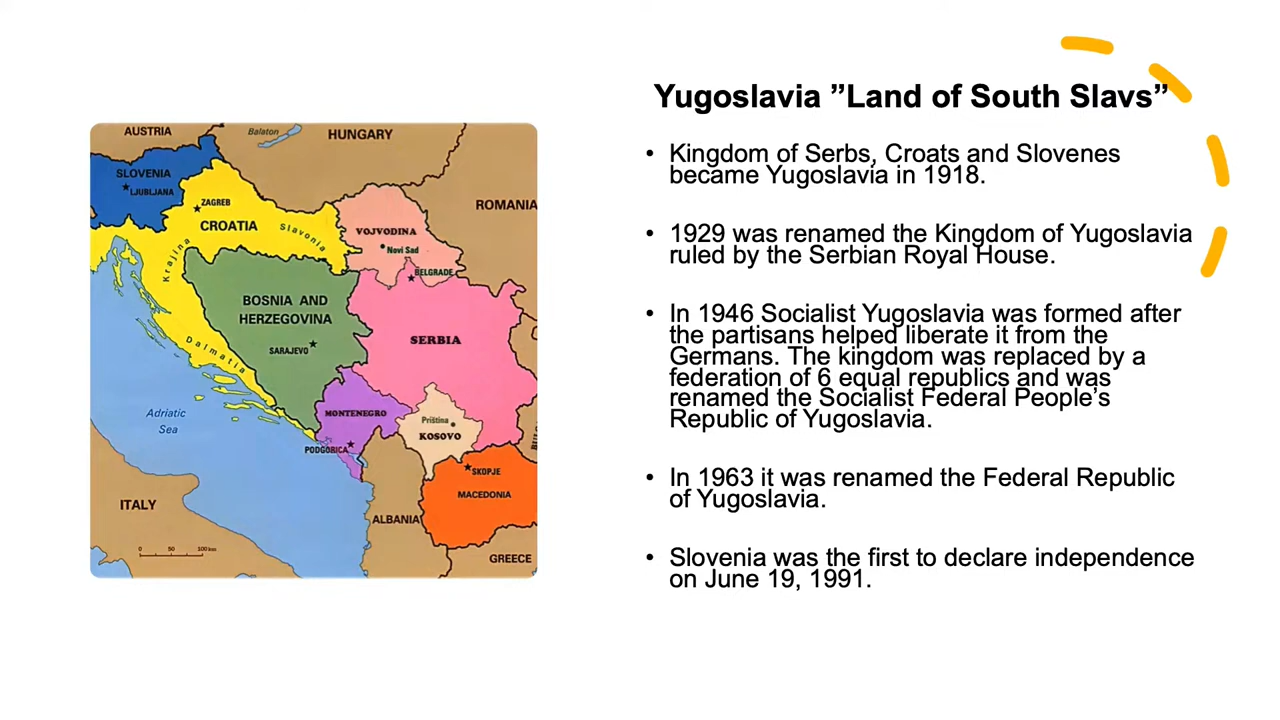 Yugoslavia ”Land of South Slavs”
• Kingdom of Serbs, Croats and Slovenes
became Yugoslavia in 1918.
• 1929 was renamed the Kingdom of Yugoslavia
ruled by the Serbian Royal House.
• In 1946 Socialist Yugoslavia was formed after
the partisans helped liberate it from the
Germans. The kingdom was replaced by a
federation of 6 equal republics and was
renamed the Socialist Federal People’s
Republic of Yugoslavia.
• In 1963 it was renamed the Federal Republic
of Yugoslavia.
• Slovenia was the first to declare independence
on June 19, 1991.
AUSTRIA
Balaton
HUNGARY
SLOVENIA
LJUBLJANA
ZAGREB
CROATIA
Slavonia
Krajina
VOJVODINA
Novi Sad
ROMANIA
BELGRADE
BOSNIA AND
HERZEGOVINA
SARAJEVO
SERBIA
Dalmatia
Adriatic
Sea
MONTENEGRO
PODGORICA
Priština
KOSOVO
SKOPJE
MACEDONIA
ITALY
ALBANIA
GREECE
0 50 100 km